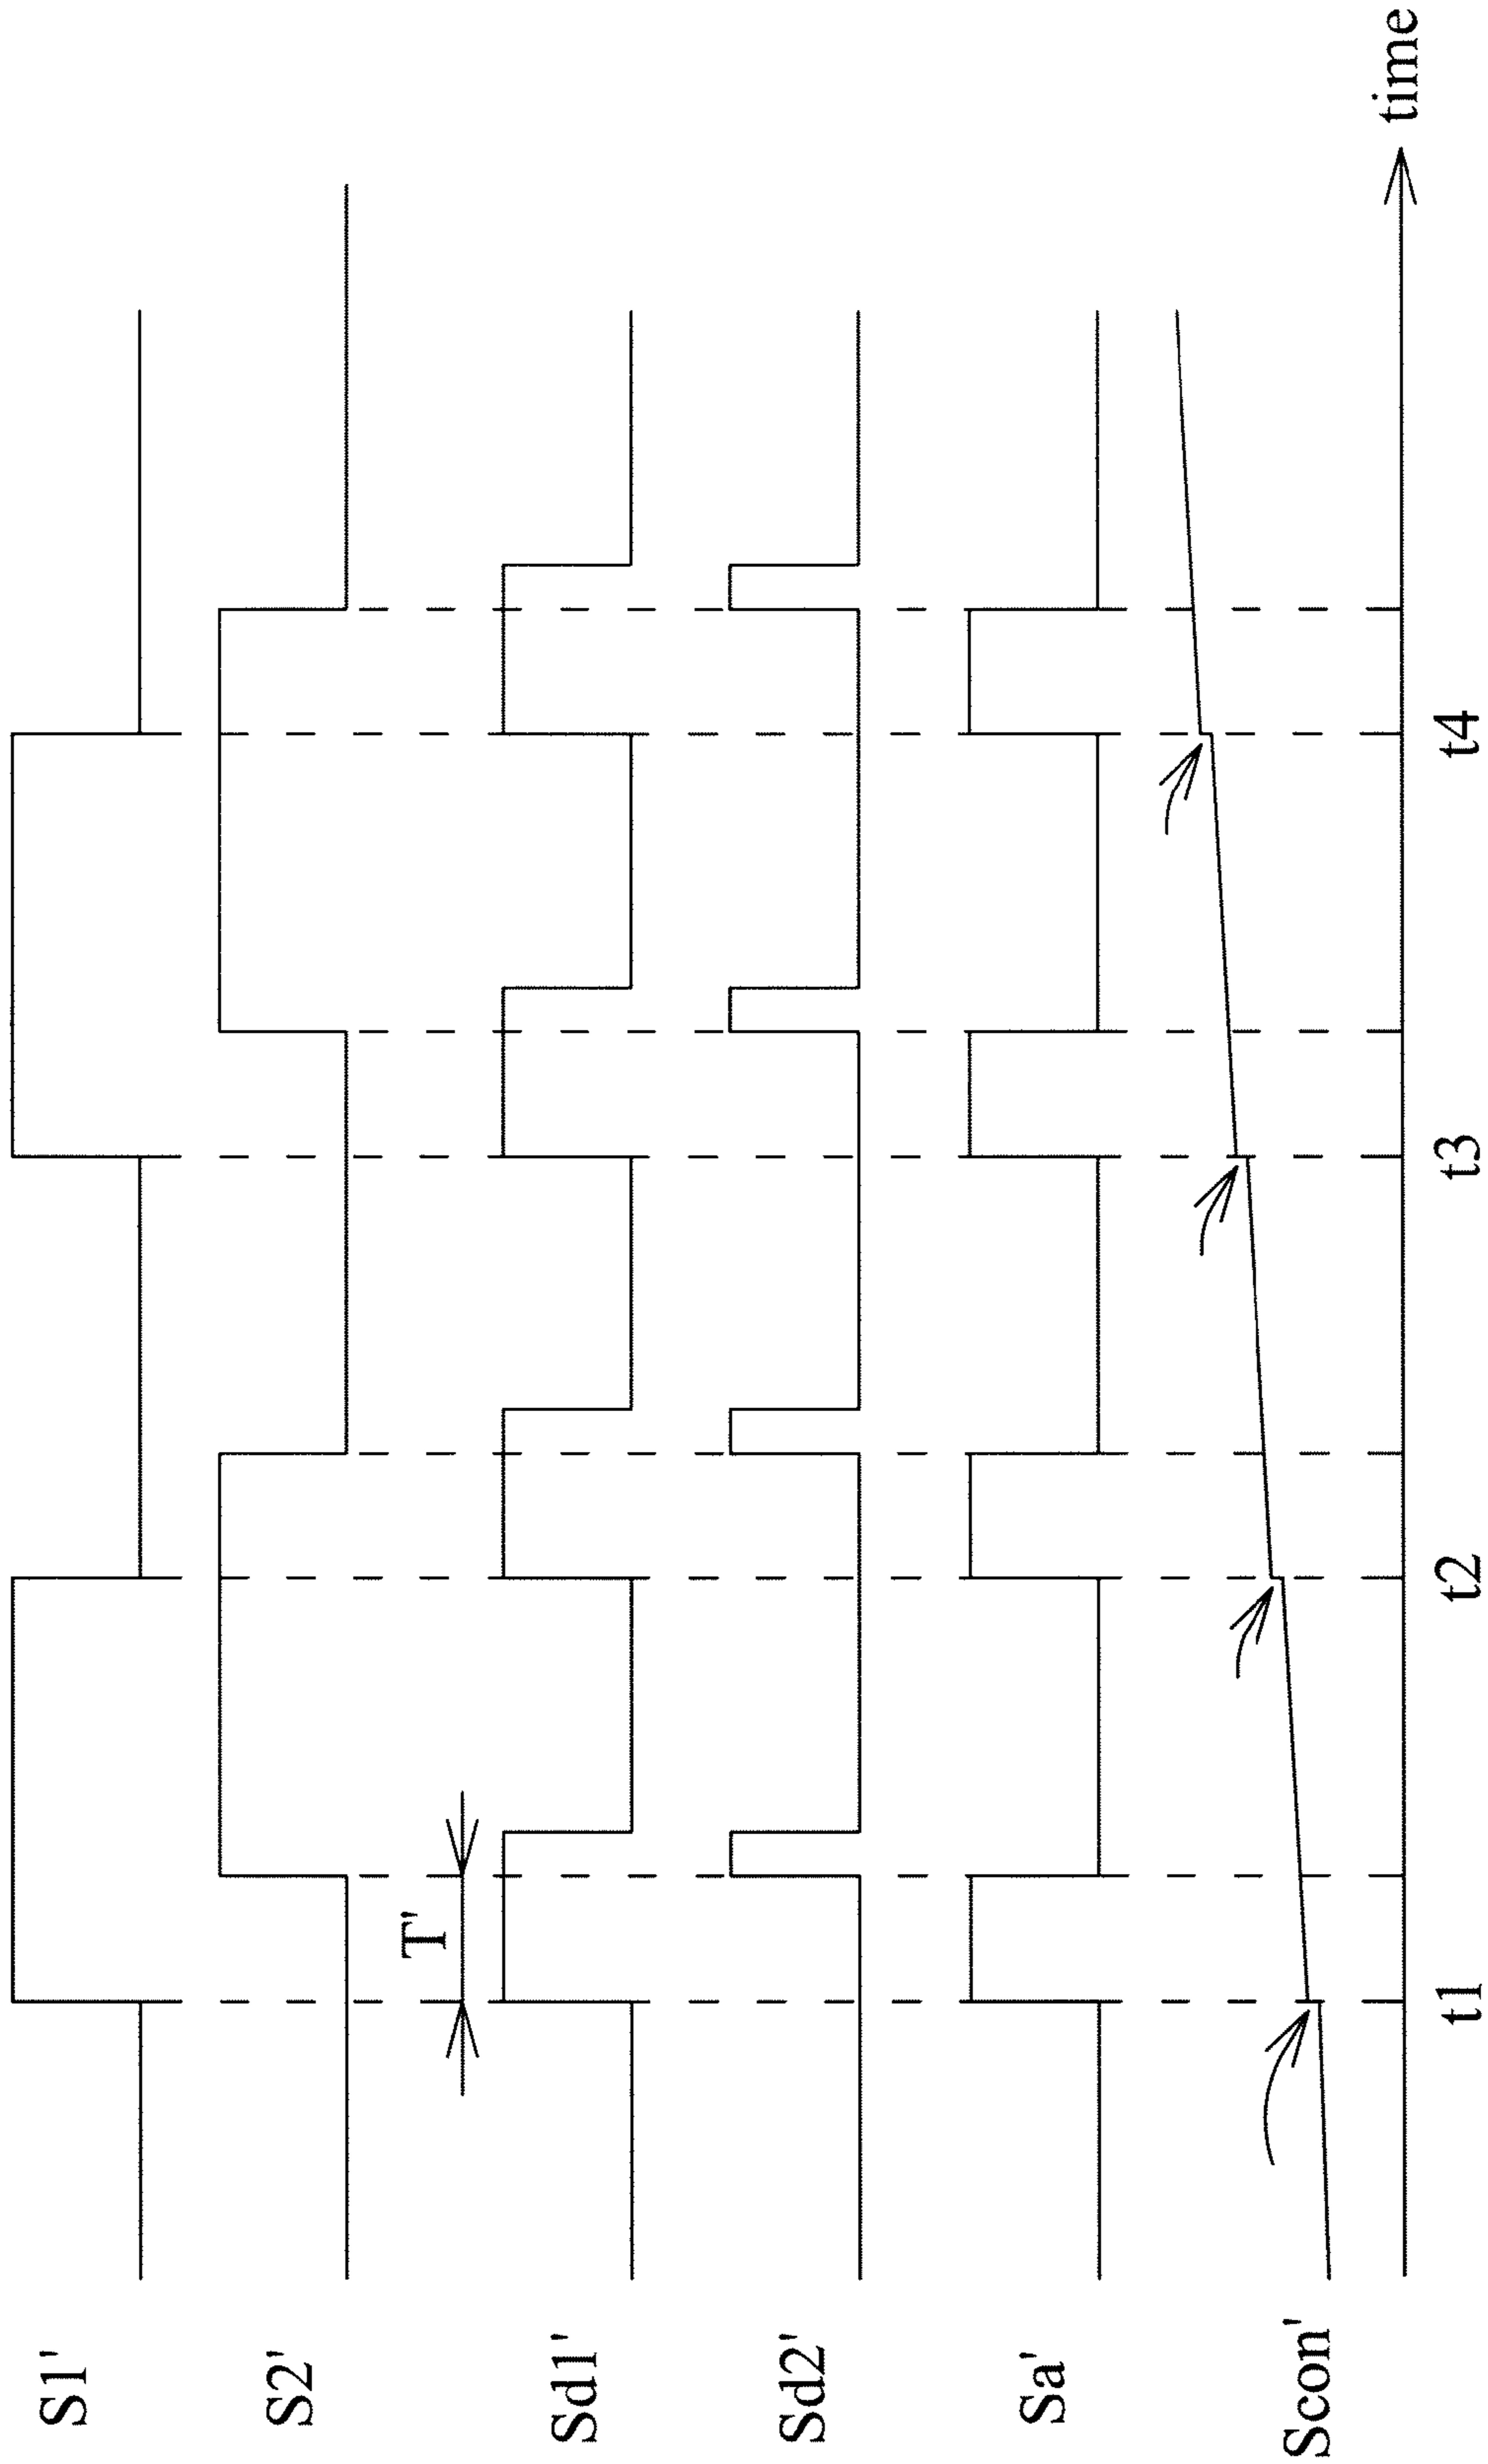 S1'
S2'
T'
Sd1'
Sd2'
Sa'
Scon'
time
t1
t2
t3
t4